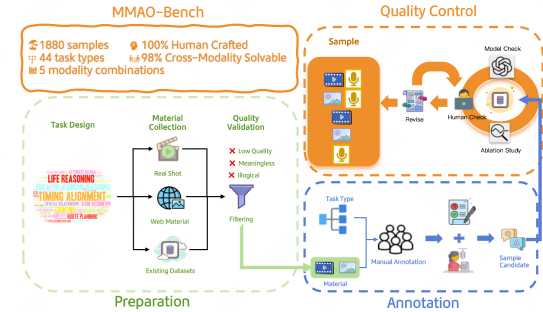 MMAO-Bench
1880 samples
100% Human Crafted
44 task types
98% Cross-Modality Solvable
5 modality combinations
Quality Control
Sample
Model Check
Revise
Human Check
Ablation Study
Task Design
Material
Collection
Quality
Validation
LIFE REASONING
TIMING ALIGNMENT
ROUTE PLANNING
Real Shot
Web Material
Existing Datasets
Low Quality
Meaningless
Illogical
Filtering
Preparation
Task Type
Material
Manual Annotation
Sample
Candidate
Annotation